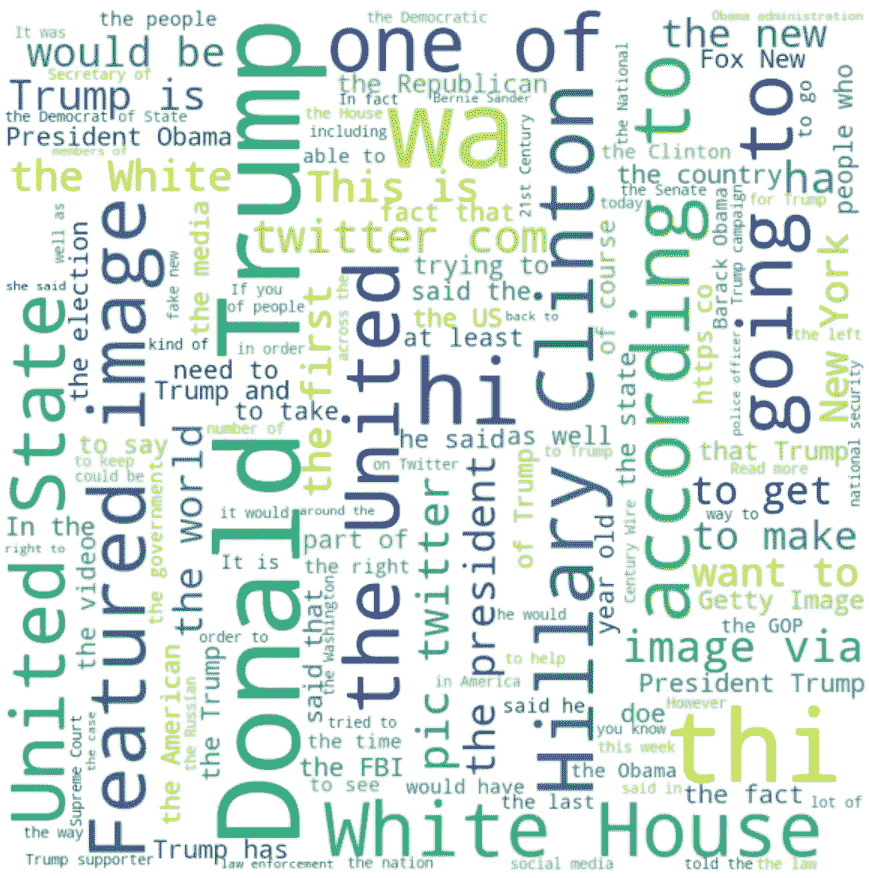 the people
the Democratic
Obama administration
It was
would be
one of
the new
Secretary of
the Republican
Fox New
Trump is
In fact
Bernie Sander
the National
to go
the Democrat
of State
the House
wa
President Obama
including
people who
members of
able to
the Clinton
the White
This is
21st Century
the country
ha
fact that
the Senate
for Trump
today
Donald Trump
Hillary Clinton
according to
going to
Featured image
United State
the United
twitter com
well as
the election
fake new
the media
trying to
of course
Barack Obama
Trump campaign
she said
If you
said the
of people
across the
the US
back to
https co
New York
the left
kind of
in order
the first
at least
police officer
need to
hi
the state
national security
Trump and
to take
to say
number of
he said
as well
to Trump
that Trump
to keep
on Twitter
Read more
could be
the world
the government
it would
around the
pic twitter
the president
of Trump
year old
Century Wire
way to
to get
In the
right to
the video
It is
part of
to make
the right
want to
Getty Image
order to
said that
the Washington
he would
the GOP
image via
to help
in America
President Trump
the American
the Russian
the Trump
tried to
said he
However
doe
you know
thi
Supreme Court
the case
the time
this week
the FBI
the Obama
to see
would have
said in
the fact
the last
lot of
the way
White House
Trump supporter
Trump has
law enforcement
the nation
social media
told the
the law